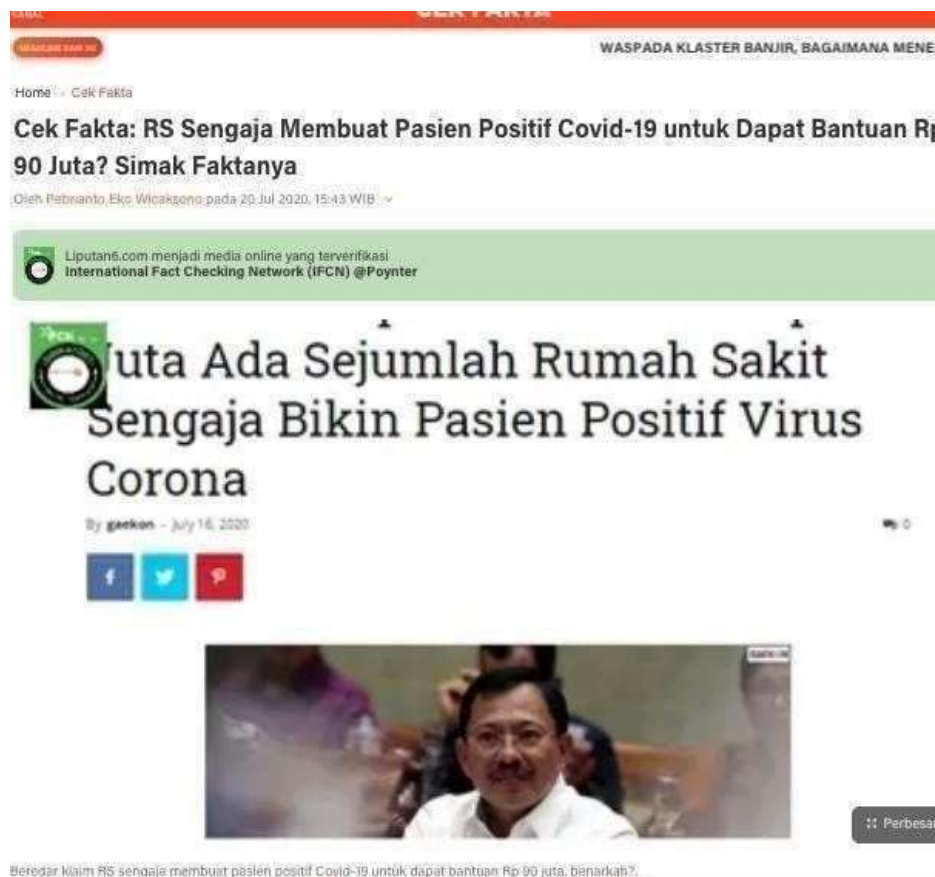 CEK FAKTA
WASPADA KLASTER BANJIR, BAGAIMANA MENE
Home
Cek Fakta
Cek Fakta: RS Sengaja Membuat Pasien Positif Covid-19 untuk Dapat Bantuan Rp
90 Juta? Simak Faktanya
Oleh Pebrianto Eko Wicaksono pada 20 Jul 2020, 15:43 WIB
Liputan6.com menjadi media online yang terverifikasi
International Fact Checking Network (IFCN) @Poynter
Juta Ada Sejumlah Rumah Sakit
Sengaja Bikin Pasien Positif Virus
Corona
By gaekon - July 16, 2020
0
Perbesar
Beredar klaim RS sengaja membuat pasien positif Covid-19 untuk dapat bantuan Rp 90 juta, benarkah?